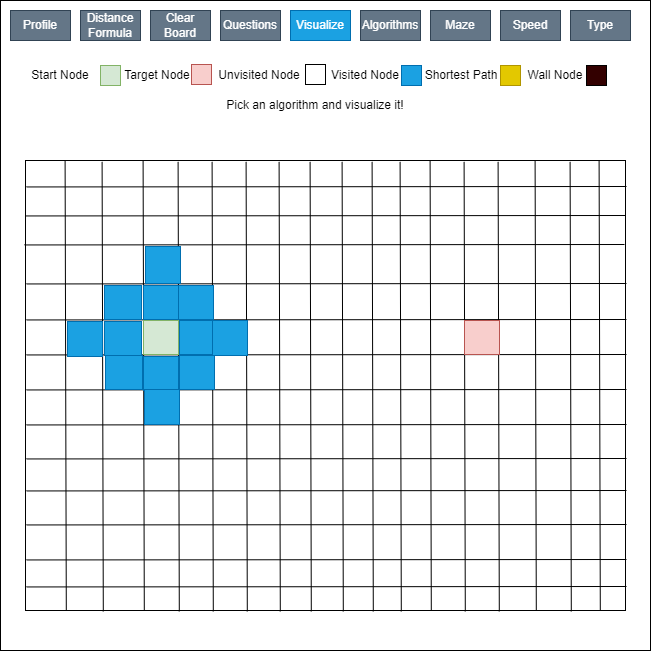 Profile
Distance
Formula
Clear
Board
Questions
Visualize
Algorithms
Maze
Speed
Type
Start Node Target Node Unvisited Node Visited Node Shortest Path Wall Node
Pick an algorithm and visualize it!